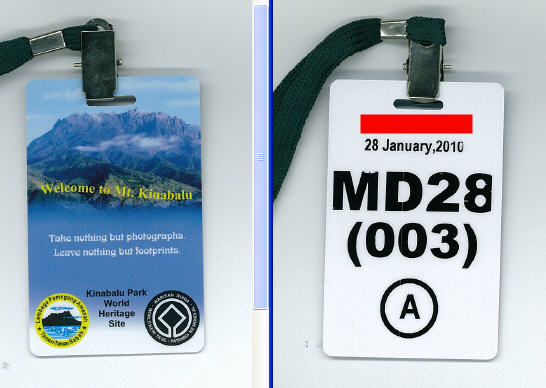 Welcome to Mt. Kinabalu
Take nothing but photographs.
Leave nothing but footprints.
Kinabalu Park
World
Heritage
Site
28 January,2010
MD28
(003)
A